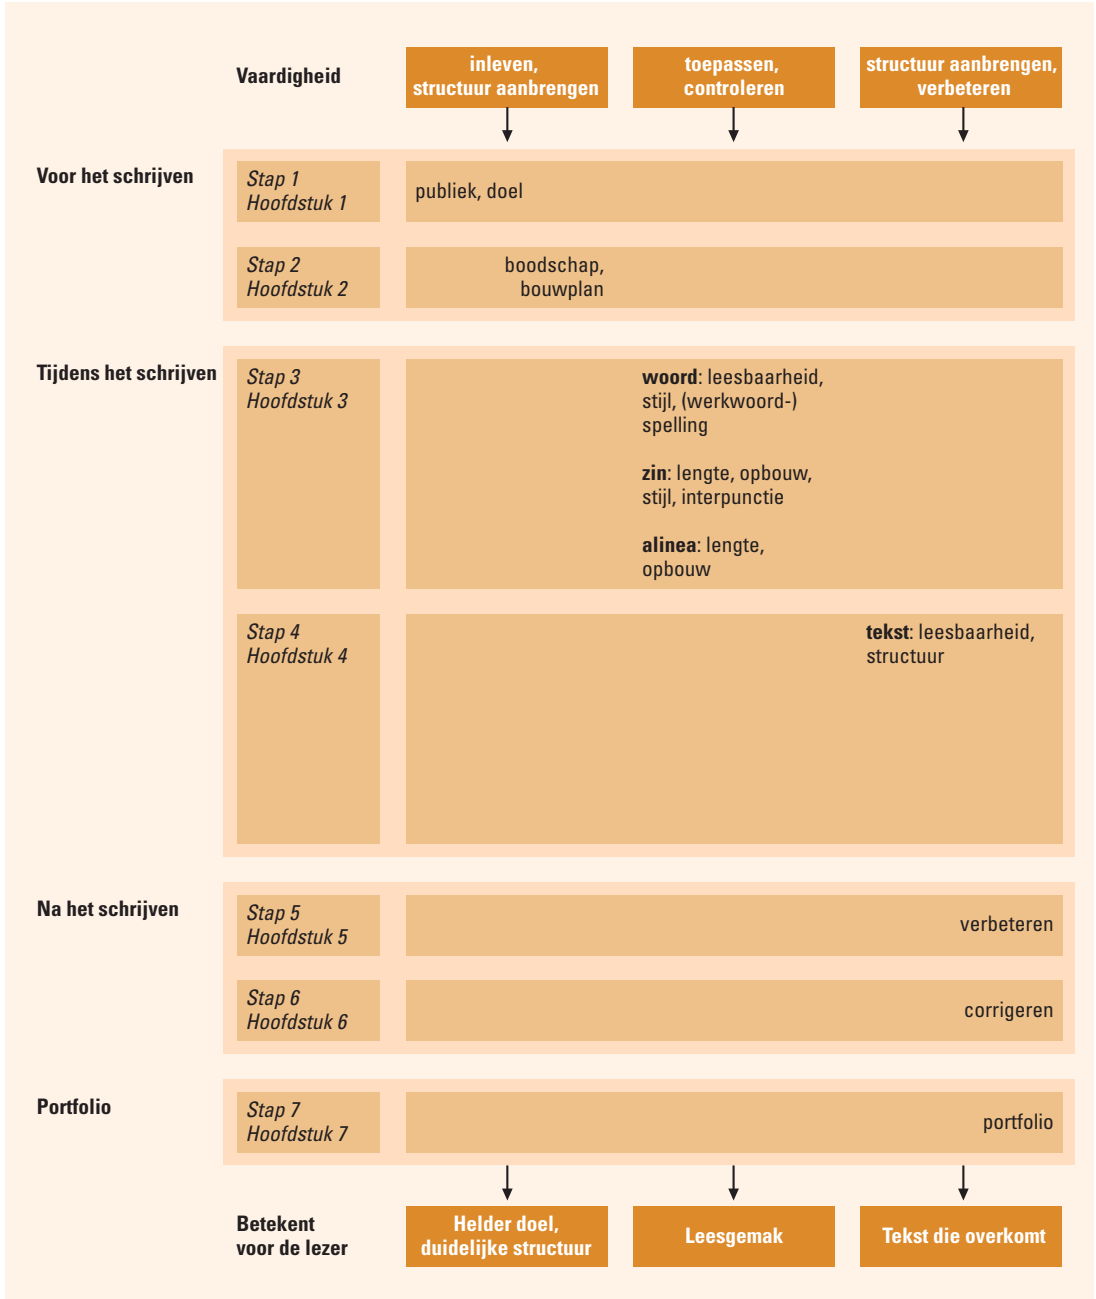 Vaardigheid
inleven,
structuur aanbrengen
toepassen,
controleren
structuur aanbrengen,
verbeteren
Voor het schrijven
Stap 1
Hoofdstuk 1
publiek, doel
Stap 2
Hoofdstuk 2
boodschap,
bouwplan
Tijdens het schrijven
Stap 3
Hoofdstuk 3
woord: leesbaarheid,
stijl, (werkwoord-)
spelling
zin: lengte, opbouw,
stijl, interpunctie
alinea: lengte,
opbouw
Stap 4
Hoofdstuk 4
tekst: leesbaarheid,
structuur
Na het schrijven
Stap 5
Hoofdstuk 5
verbeteren
Stap 6
Hoofdstuk 6
corrigeren
Portfolio
Stap 7
Hoofdstuk 7
portfolio
Betekent
voor de lezer
Helder doel,
duidelijke structuur
Leesgemak
Tekst die overkomt